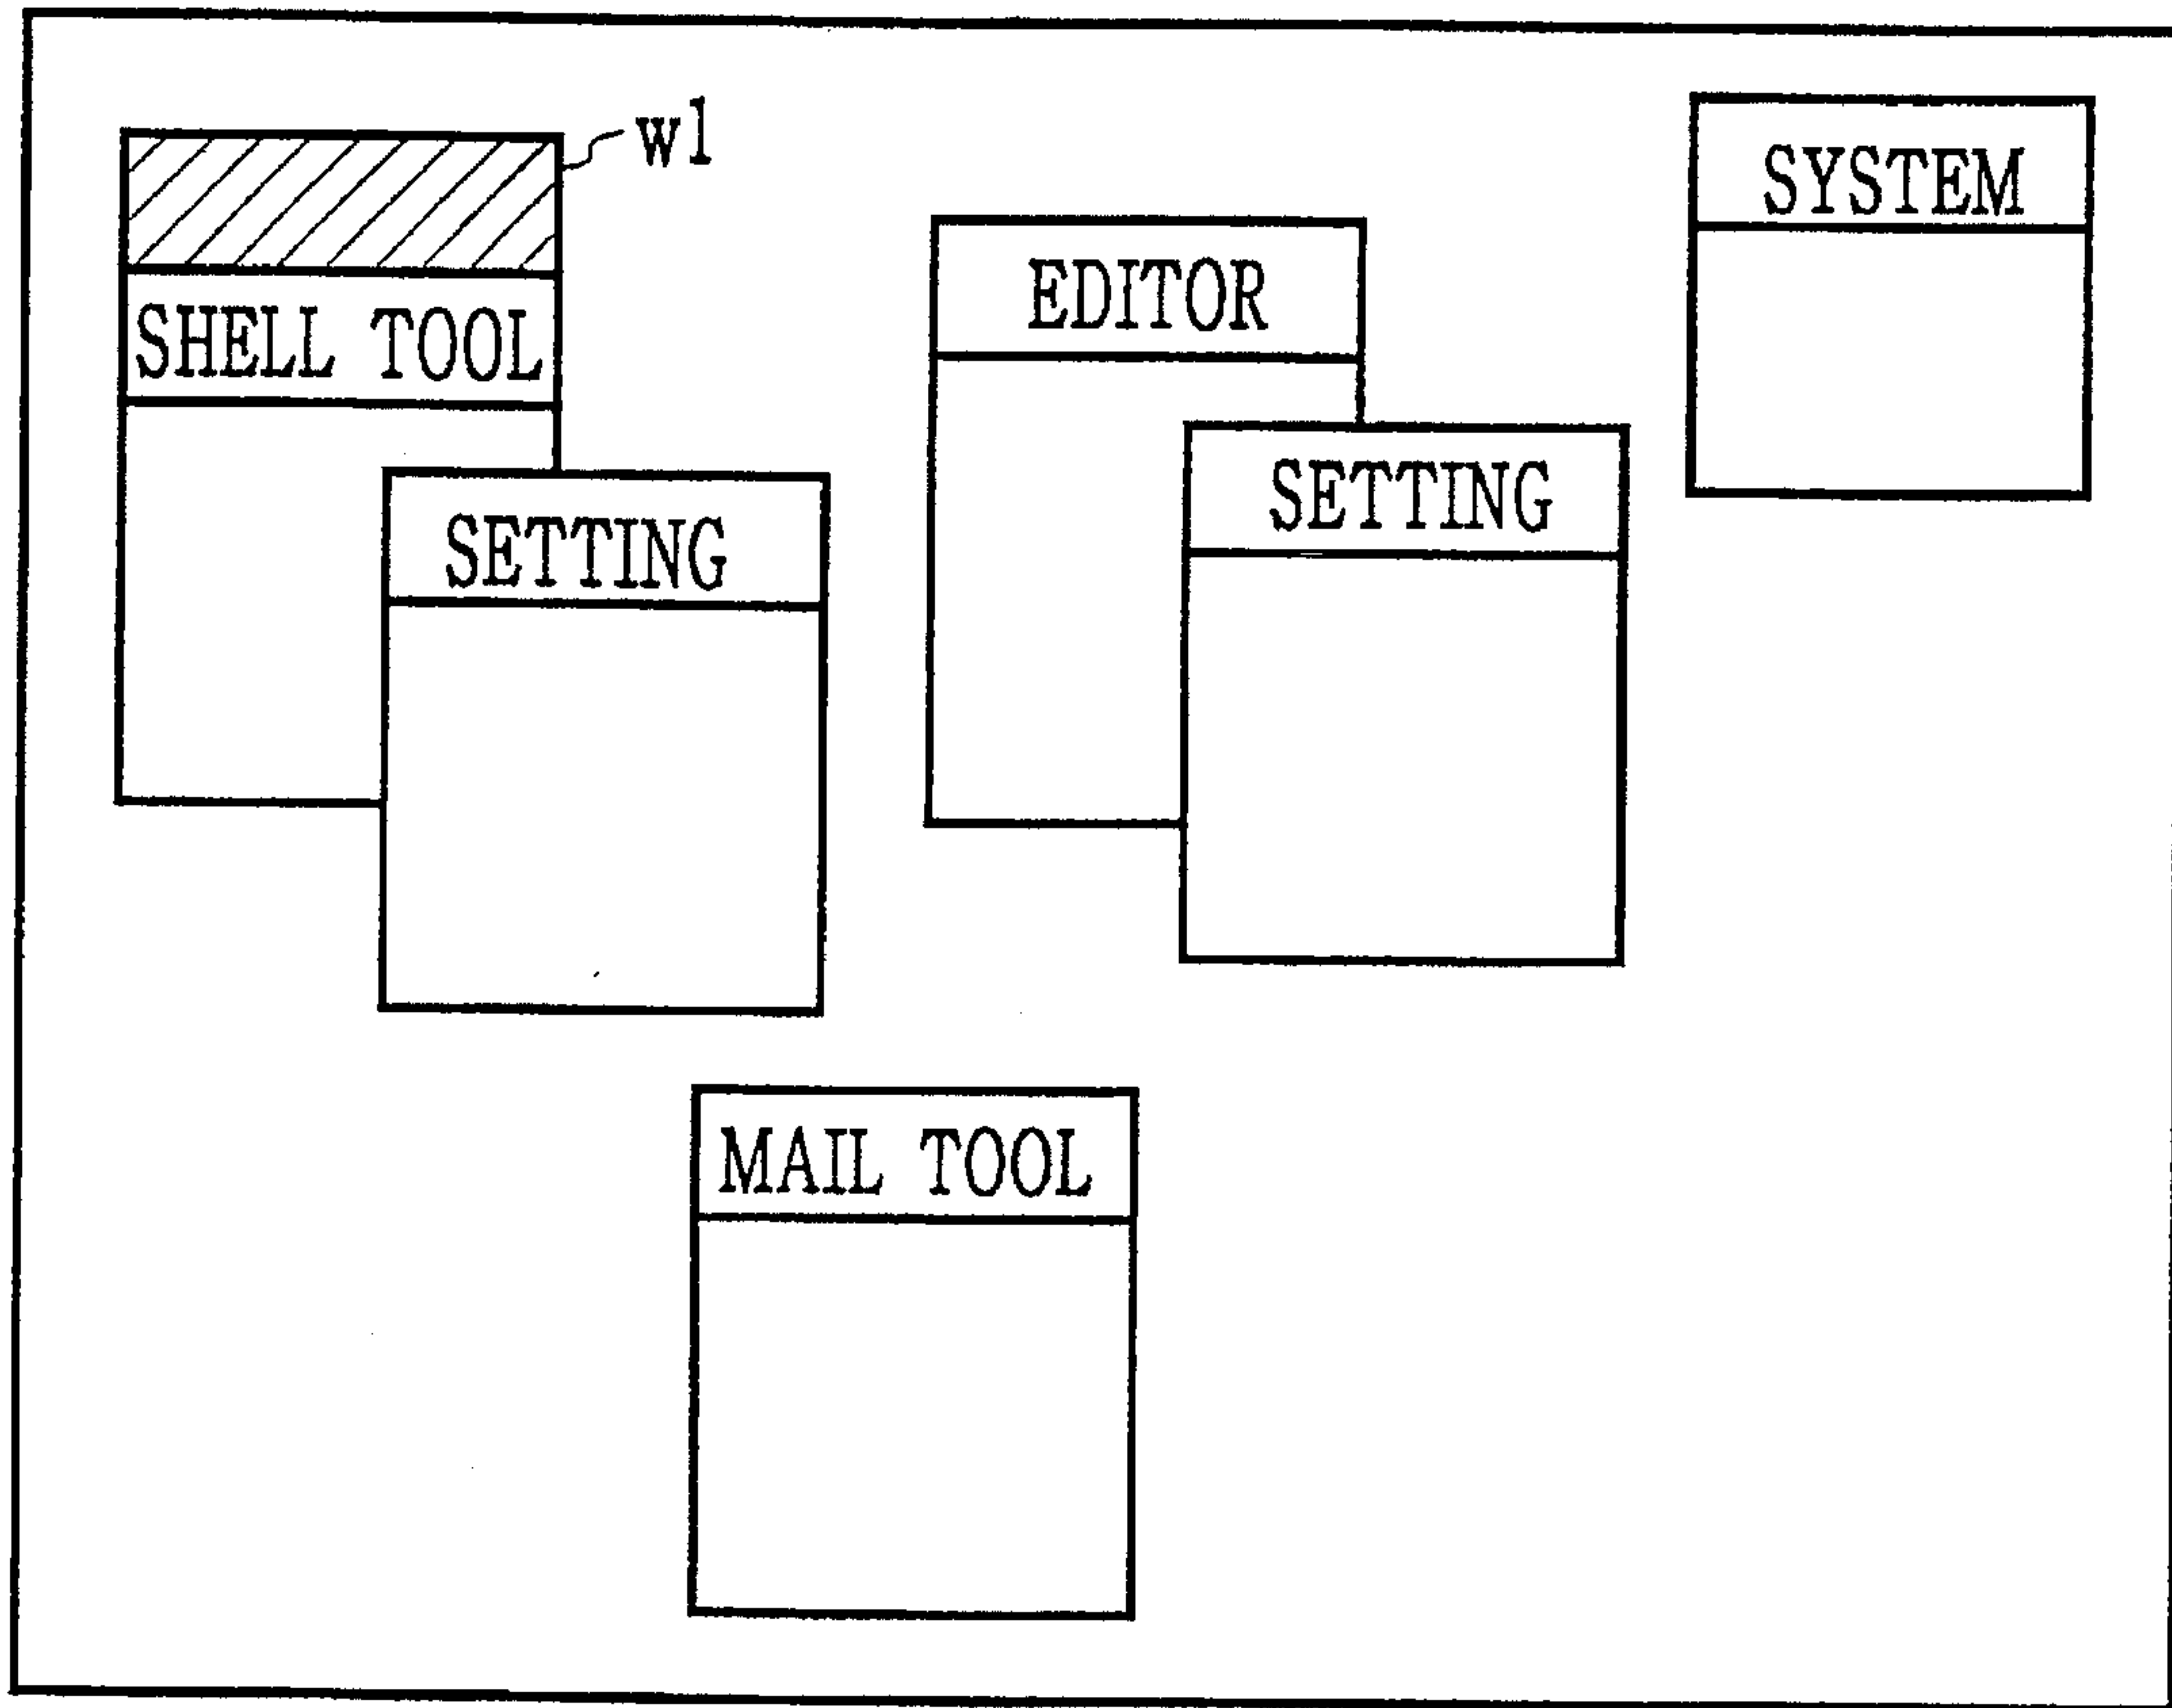 w1
SYSTEM
EDITOR
SHELL TOOL
SETTING
SETTING
MAIL TOOL